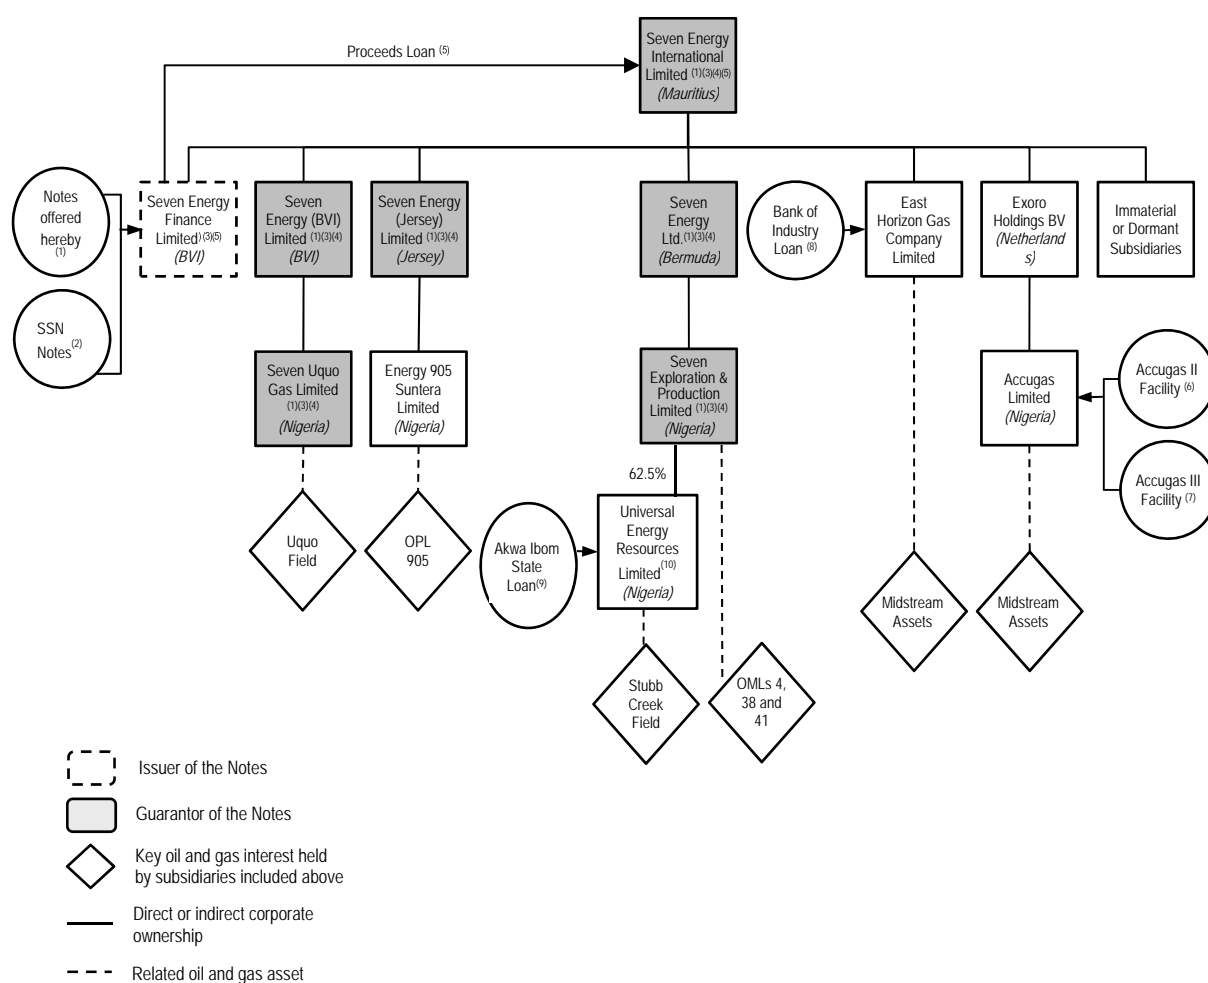 Proceeds Loan (5)
Seven Energy
International
Limited (1)(3)(4)(5)
(Mauritius)
Notes
offered
hereby
(1)
SSN
Notes(2)
Seven Energy
Finance
Limited) (3)(5)
(BVI)
Seven
Energy (BVI)
Limited (1)(3)(4)
(BVI)
Seven Energy
(Jersey)
Limited (1)(3)(4)
(Jersey)
Seven
Energy
Ltd.(1)(3)(4)
(Bermuda)
Bank of
Industry
Loan (8)
East
Horizon Gas
Company
Limited
Exoro
Holdings BV
(Netherland
s)
Immaterial
or Dormant
Subsidiaries
Seven Uquo
Gas Limited
(1)(3)(4)
(Nigeria)
Energy 905
Suntera
Limited
(Nigeria)
Seven
Exploration &
Production
Limited (1)(3)(4)
(Nigeria)
Accugas
Limited
(Nigeria)
Accugas II
Facility (6)
Accugas III
Facility (7)
62.5%
Uquo
Field
OPL
905
Akwa Ibom
State
Loan(9)
Universal
Energy
Resources
Limited(10)
(Nigeria)
Midstream
Assets
Midstream
Assets
Stubb
Creek
Field
OMLs 4,
38 and
41
Issuer of the Notes
Guarantor of the Notes
Key oil and gas interest held
by subsidiaries included above
Direct or indirect corporate
ownership
Related oil and gas asset